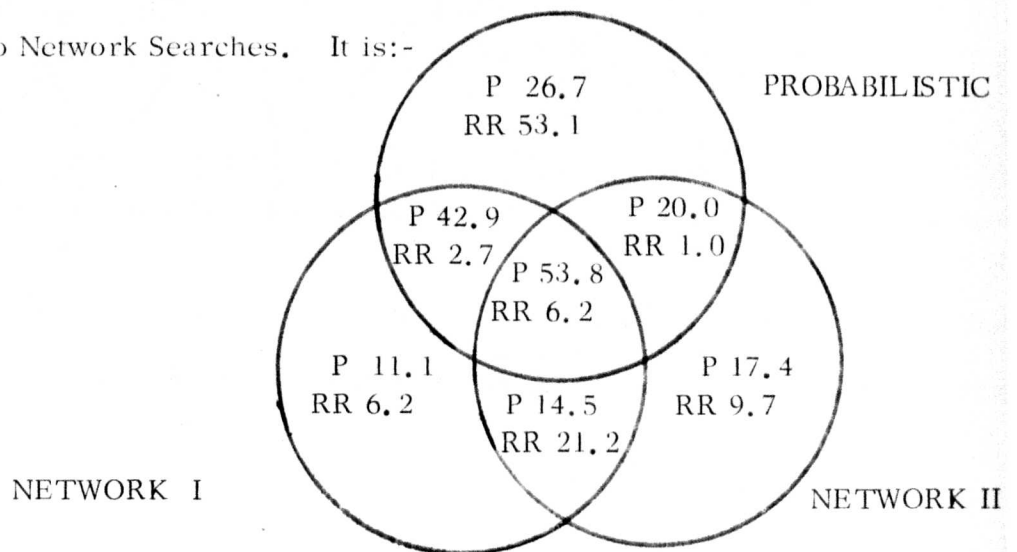 Network Searches. It is:-
PROBABILISTIC
P 26.7
RR 53.1
P 42.9
RR 2.7
P 20.0
RR 1.0
P 53.8
RR 6.2
P 11.1
RR 6.2
P 14.5
RR 21.2
P 17.4
RR 9.7
NETWORK I
NETWORK II